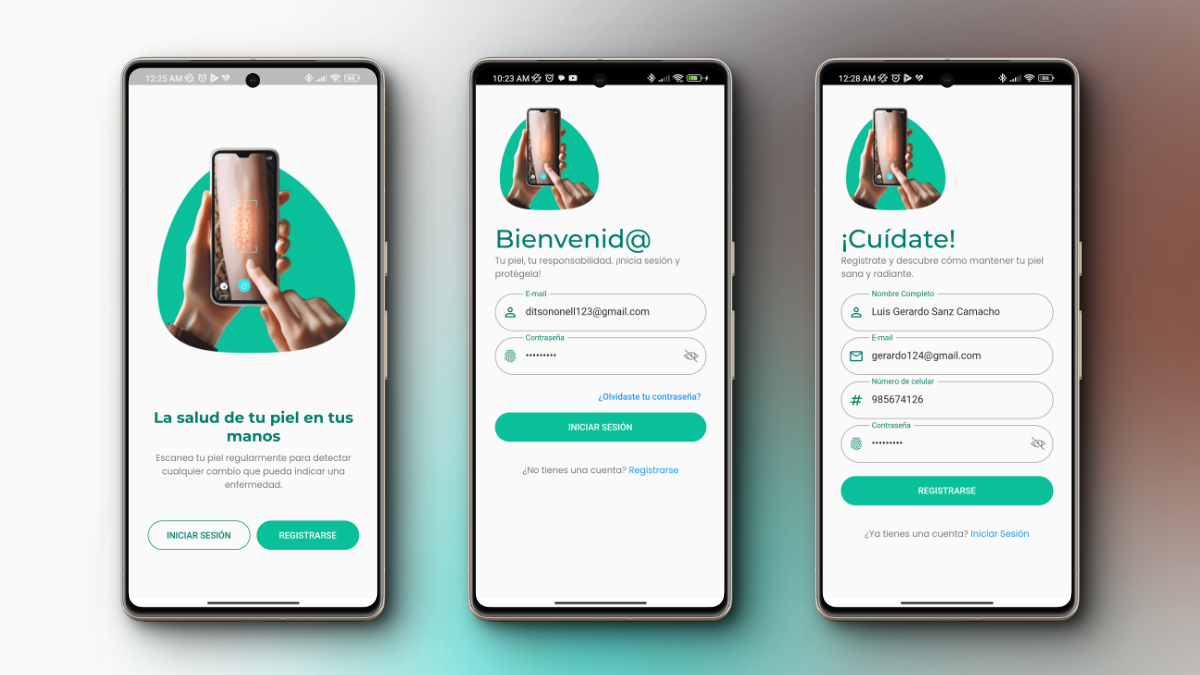 12:25 AM
La salud de tu piel en tus
manos
Escanea tu piel regularmente para detectar
cualquier cambio que pueda indicar una
enfermedad.
INICIAR SESIÓN
REGISTRARSE
10:23 AM
Bienvenid@
Tu piel, tu responsabilidad. ¡Inicia sesión y
protégela!
E-mail
ditsononell123@gmail.com
Contraseña
•••••••••
¿Olvidaste tu contraseña?
INICIAR SESIÓN
¿No tienes una cuenta? Registrarse
12:28 AM
¡Cuídate!
Regístrate y descubre cómo mantener tu piel
sana y radiante.
Nombre Completo
Luis Gerardo Sanz Camacho
E-mail
gerardo124@gmail.com
Número de celular
985674126
Contraseña
•••••••••
REGISTRARSE
¿Ya tienes una cuenta? Iniciar Sesión